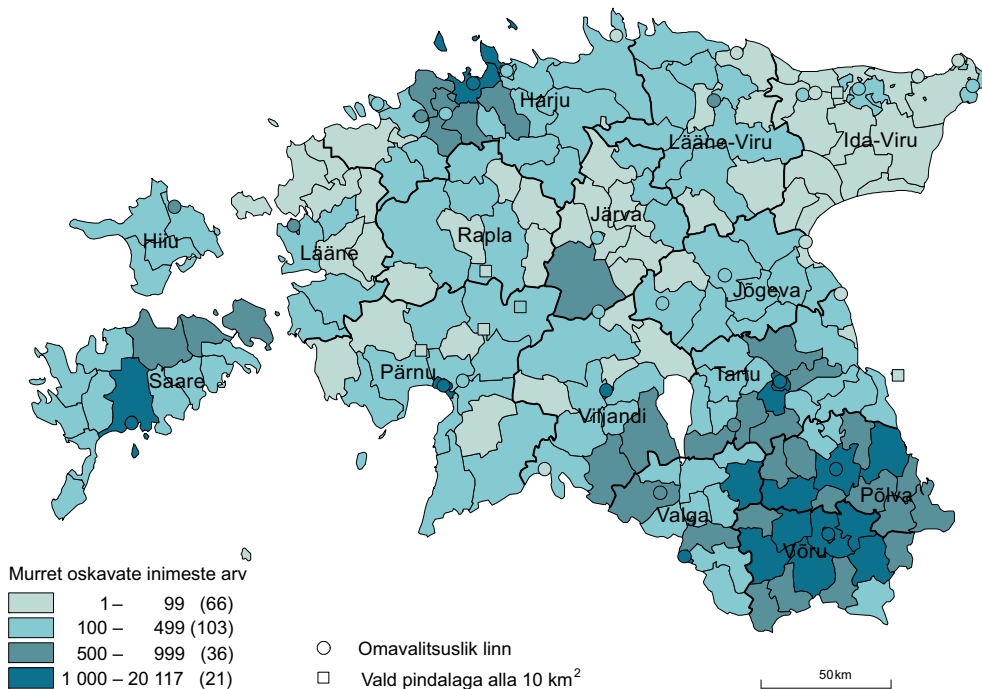 Harju
Lääne-Viru
Ida-Viru
Hiiu
Lääne
Rapla
Järva
Jõgeva
Saare
Pärnu
Viljandi
Tartu
Valga
Põlva
Võru
Murret oskavate inimeste arv
1 – 99 (66)
100 – 499 (103)
500 – 999 (36)
1 000 – 20 117 (21)
Omavalitsuslik linn
Vald pindalaga alla 10 km²
50 km